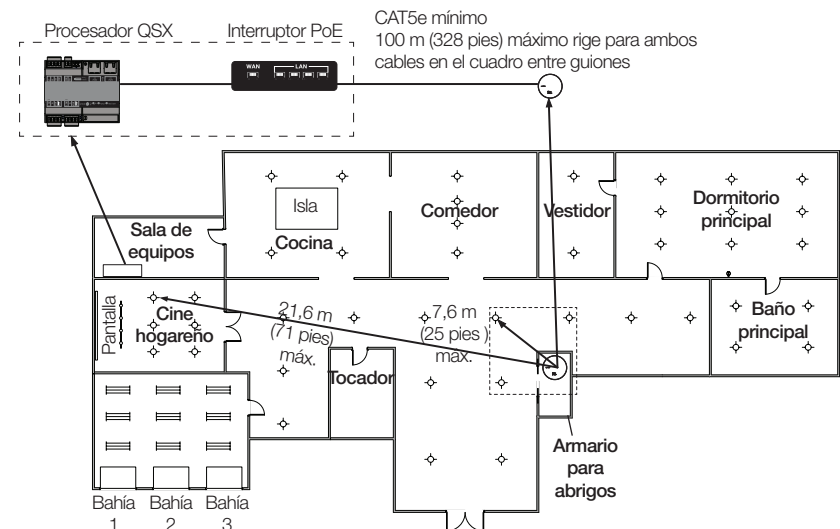 Procesador QSX
Interruptor PoE
CAT5e mínimo
100 m (328 pies) máximo rige para ambos
cables en el cuadro entre guiones
WAN
LAN
Isla
Cocina
Comedor
Vestidor
Dormitorio
principal
Sala de
equipos
Pantalla
Cine
hogareño
21,6 m
(71 pies)
máx.
7,6 m
(25 pies )
max.
Baño
principal
Tocador
Armario
para
abrigos
Bahía
1
Bahía
2
Bahía
3